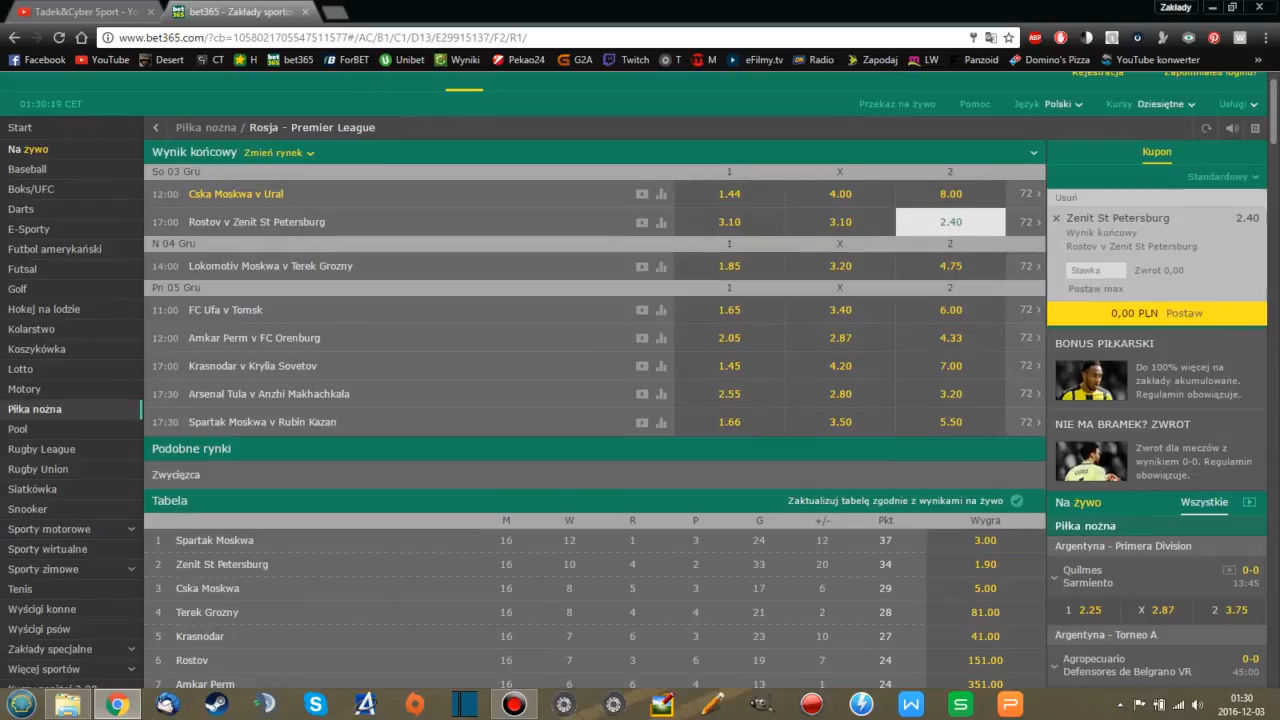 Tadek&Cyber Sport - Yo
bet365 - Zakłady sporto
Zakłady
www.bet365.com/?cb=1058021705547511577#/AC/B1/C1/D13/E29915137/F2/R1/
Facebook YouTube Desert CT H bet365 ForBET Unibet Wyniki Pekao24 G2A Twitch T M eFilmy.tv Radio Zapodaj LW Panzoid Domino's Pizza YouTube konwerter »
Rejestracja Zapomniałeś loginu?
01:30:19 CET
Przekaz na żywo Pomoc Język Polski Kursy Dziesiętne Usługi
Start
Na żywo
Baseball
Boks/UFC
Darts
E-Sporty
Futbol amerykański
Futsal
Golf
Hokej na lodzie
Kolarstwo
Koszykówka
Lotto
Motory
Piłka nożna
Pool
Rugby League
Rugby Union
Siatkówka
Snooker
Sporty motorowe
Sporty wirtualne
Sporty zimowe
Tenis
Wyścigi konne
Wyścigi psów
Zakłady specjalne
Więcej sportów
Piłka nożna / Rosja - Premier League
Wynik końcowy Zmień rynek
So 03 Gru 1 X 2
12:00 Cska Moskwa v Ural 1.44 4.00 8.00 72
17:00 Rostov v Zenit St Petersburg 3.10 3.10 2.40 72
N 04 Gru 1 X 2
14:00 Lokomotiv Moskwa v Terek Grozny 1.85 3.20 4.75 72
Pn 05 Gru 1 X 2
11:00 FC Ufa v Tomsk 1.65 3.40 6.00 72
12:00 Amkar Perm v FC Orenburg 2.05 2.87 4.33 72
17:00 Krasnodar v Krylia Sovetov 1.45 4.20 7.00 72
17:30 Arsenal Tula v Anzhi Makhachkala 2.55 2.80 3.20 72
17:30 Spartak Moskwa v Rubin Kazan 1.66 3.50 5.50 72
Podobne rynki
Zwycięzca
Tabela Zaktualizuj tabelę zgodnie z wynikami na żywo
M W R P G +/- Pkt Wygra
1 Spartak Moskwa 16 12 1 3 24 12 37 3.00
2 Zenit St Petersburg 16 10 4 2 33 20 34 1.90
3 Cska Moskwa 16 8 5 3 17 6 29 5.00
4 Terek Grozny 16 8 4 4 21 2 28 81.00
5 Krasnodar 16 7 6 3 23 10 27 41.00
6 Rostov 16 7 3 6 19 7 24 151.00
7 Amkar Perm 16 6 6 4 13 1 24 351.00
Kupon
Standardowy
Usuń
Zenit St Petersburg 2.40
Wynik końcowy
Rostov v Zenit St Petersburg
Stawka Zwrot 0,00
Postaw max
0,00 PLN Postaw
BONUS PIŁKARSKI
Do 100% więcej na
zakłady akumulowane.
Regulamin obowiązuje.
NIE MA BRAMEK? ZWROT
Zwrot dla meczów z
wynikiem 0-0. Regulamin
obowiązuje.
Na żywo Wszystkie
Piłka nożna
Argentyna - Primera Division
Quilmes 0-0
Sarmiento 13:45
1 2.25 X 2.87 2 3.75
Argentyna - Torneo A
Agropecuario 0-0
Defensores de Belgrano VR 45:00
01:30
2016-12-03